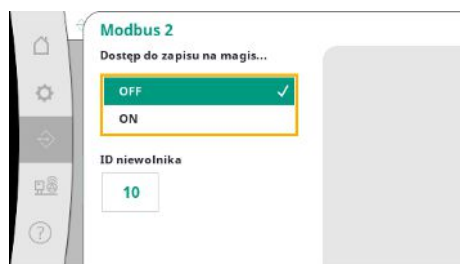 Modbus 2
Dostęp do zapisu na magis...
OFF
ON
ID niewolnika
10